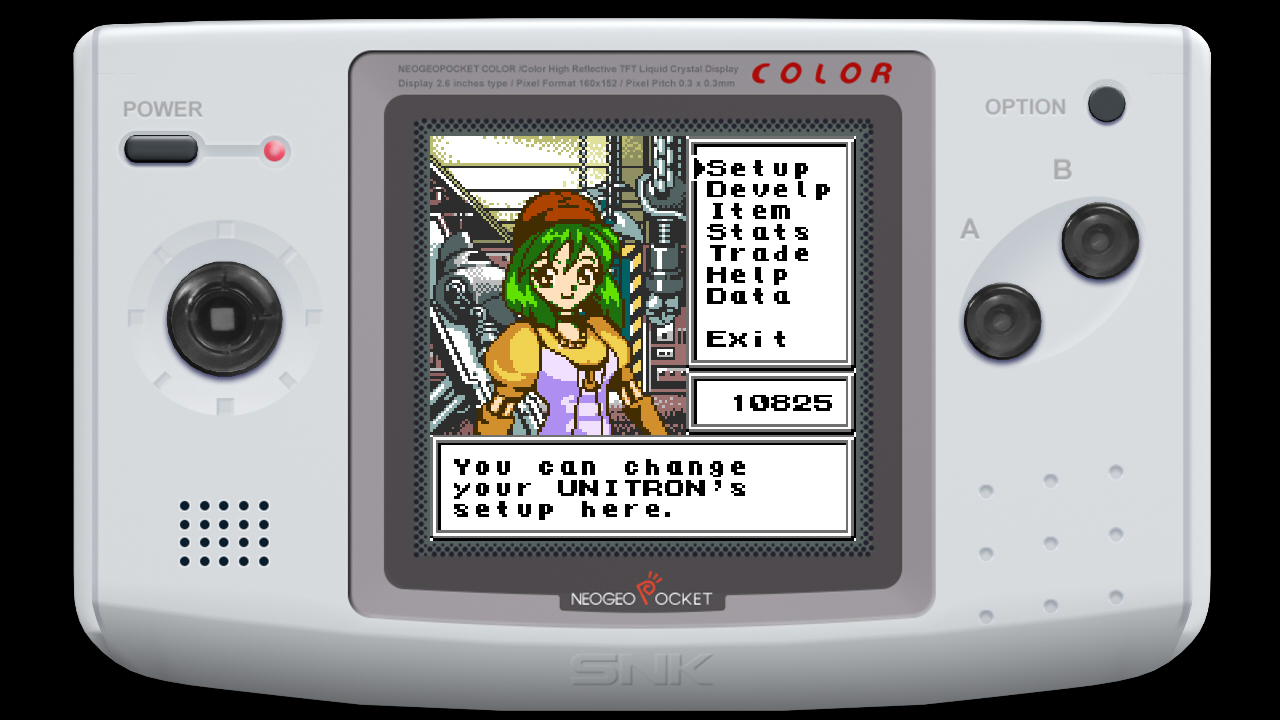 NEOGEOPOCKET COLOR /Color High Reflective TFT Liquid Crystal Display
Display 2.6 inches type / Pixel Format 160x152 / Pixel Pitch 0.3 x 0.3mm
COLOR
POWER
OPTION
B
A
Setup
Develp
Item
Stats
Trade
Help
Data
Exit
10825
You can change
your UNITRON's
setup here.
NEOGEO POCKET
SNK